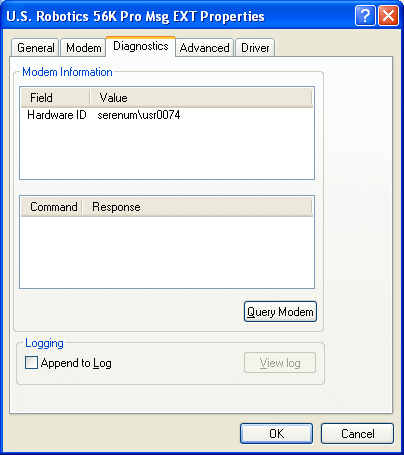 U.S. Robotics 56K Pro Msg EXT Properties
General Modem Diagnostics Advanced Driver
Modem Information
Field Value
Hardware ID serenum\usr0074
Command Response
Query Modem
Logging
Append to Log View log
OK Cancel